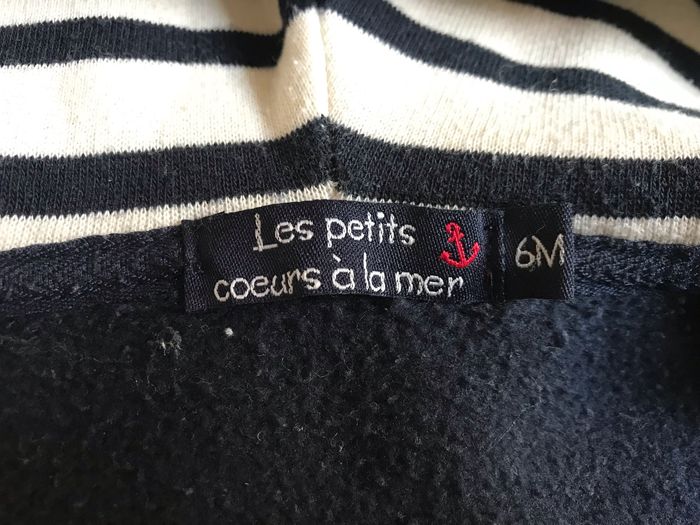 Les petits
coeurs à la mer
6M